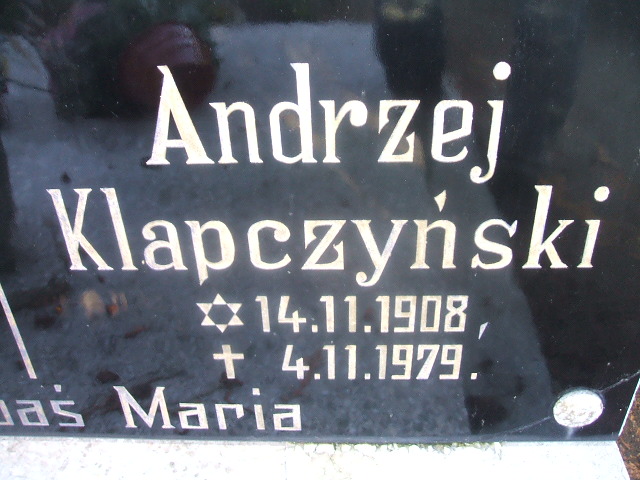 Andrzej
Klapczyński
✡14.11.1908,
✝ 4.11.1979.
Maria